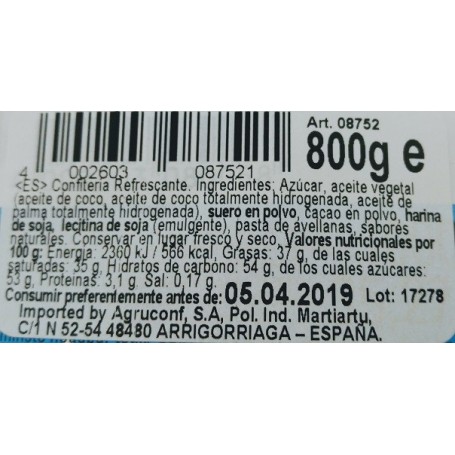 Art. 08752
800g e
4 002603 087521
<ES> Confitería Refrescante. Ingredientes: Azúcar, aceite vegetal
(aceite de coco, aceite de coco totalmente hidrogenada, aceite de
palma totalmente hidrogenada), suero en polvo, cacao en polvo, harina
de soja, lecitina de soja (emulgente), pasta de avellanas, sabores
naturales. Conservar en lugar fresco y seco. Valores nutricionales por
100 g: Energía: 2360 kJ / 566 kcal, Grasas: 37 g, de las cuales
saturadas: 35 g, Hidratos de carbono: 54 g, de los cuales azúcares:
53 g, Proteínas: 3,1 g, Sal: 0,17 g.
Consumir preferentemente antes de: 05.04.2019 Lot: 17278
Imported by Agruconf, S,A, Pol. Ind. Martiartu,
C/1 N 52-54 48480 ARRIGORRIAGA – ESPAÑA.